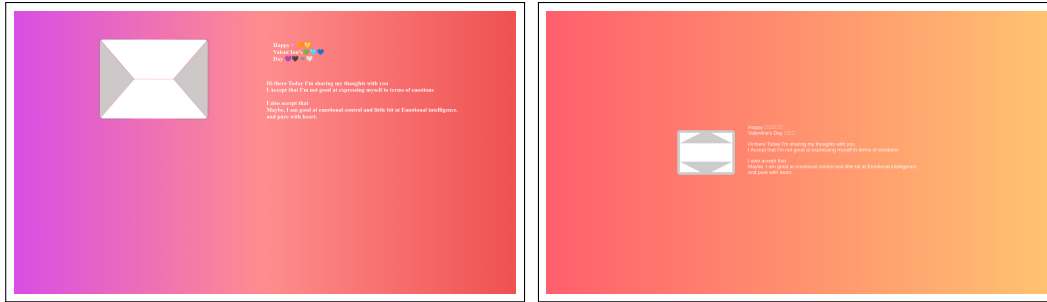 Happy 🧡💛
Valent Ine's 💚🩵💙
Day 💜🖤🤍
Hi there Today I'm sharing my thoughts with you
I Accept that I'm not good at expressing myself in terms of emotions
I also accept that
Maybe, I am good at emotional control and little bit at Emotional intelligence.
and pure with heart.
Happy
Valentine's Day
Hi there Today I'm sharing my thoughts with you
I Accept that I'm not good at expressing myself in terms of emotions.
I also accept that
Maybe, I am good at emotional control and little bit at Emotional intelligence
and pure with heart.